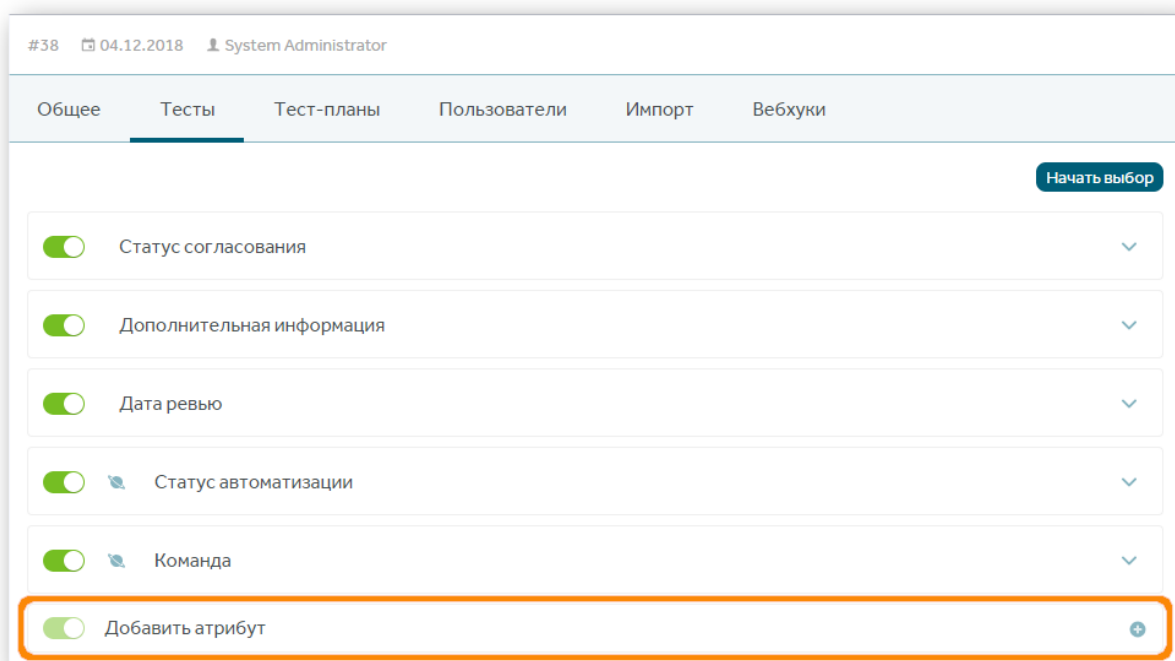 #38 04.12.2018 System Administrator
Общее Тесты Тест-планы Пользователи Импорт Вебхуки
Начать выбор
Статус согласования
Дополнительная информация
Дата ревью
Статус автоматизации
Команда
Добавить атрибут